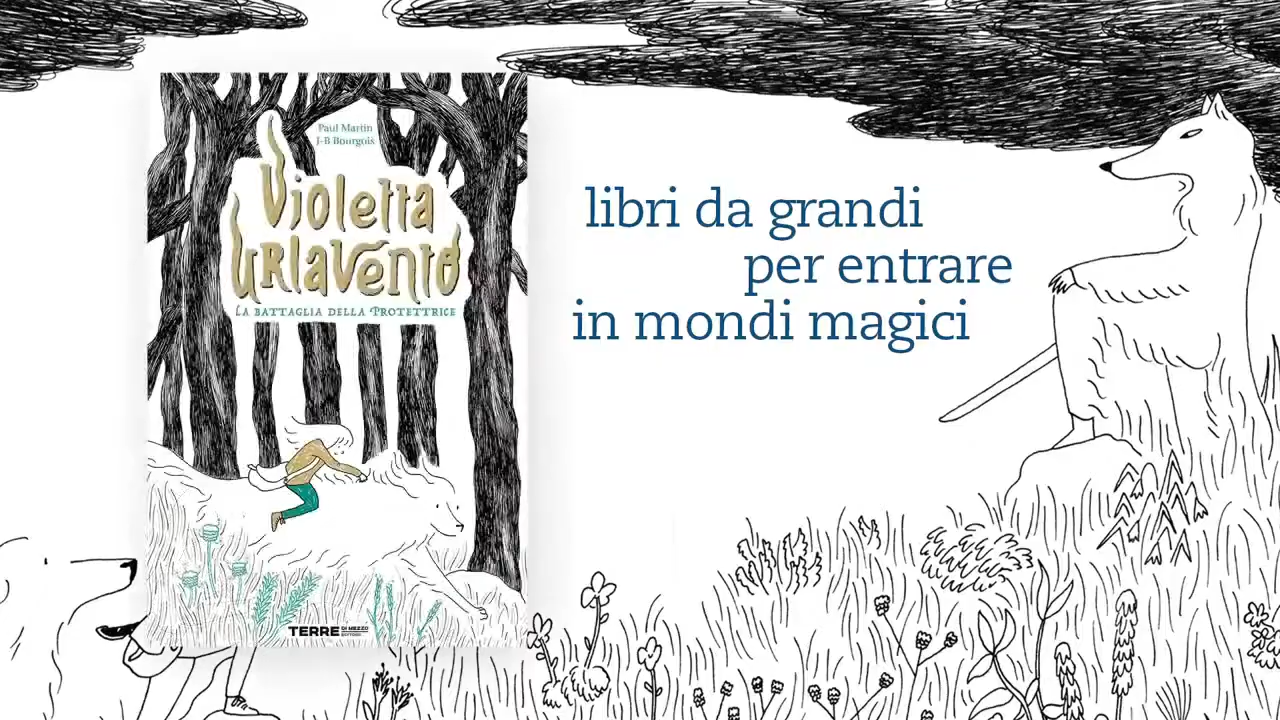 Paul Martin
J-B Bourgois
Violetta
URlavento
La battaglia della Protettrice
TERRE DI MEZZO EDITORE
libri da grandi
per entrare
in mondi magici